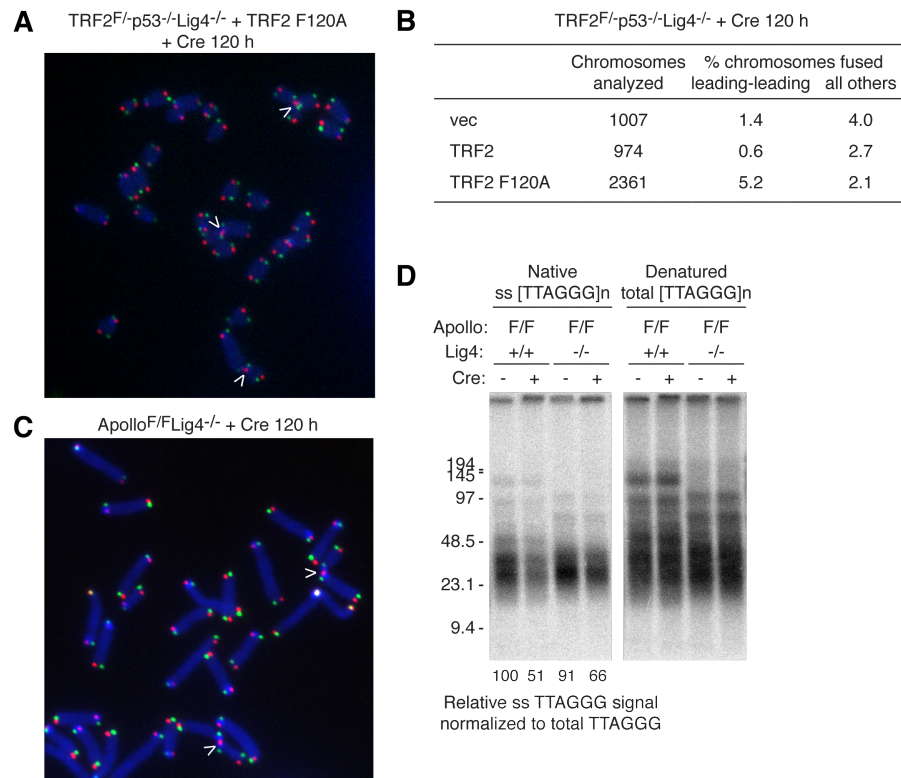 A
TRF2F/-p53-/-Lig4-/- + TRF2 F120A
+ Cre 120 h
B
TRF2F/-p53-/-Lig4-/- + Cre 120 h
Chromosomes analyzed
% chromosomes fused
leading-leading all others
vec 1007 1.4 4.0
TRF2 974 0.6 2.7
TRF2 F120A 2361 5.2 2.1
C
ApolloF/FLig4-/- + Cre 120 h
D
Native
ss [TTAGGG]n
Denatured
total [TTAGGG]n
Apollo: F/F F/F F/F F/F
Lig4: +/+ -/- +/+ -/-
Cre: - + - + - + - +
194 -
145 -
97 -
48.5 -
23.1 -
9.4 -
100 51 91 66
Relative ss TTAGGG signal
normalized to total TTAGGG